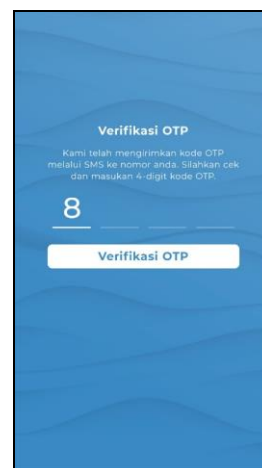 Verifikasi OTP
Kami telah mengirimkan kode OTP
melalui SMS ke nomor anda. Silahkan cek
dan masukan 4-digit kode OTP.
8
Verifikasi OTP